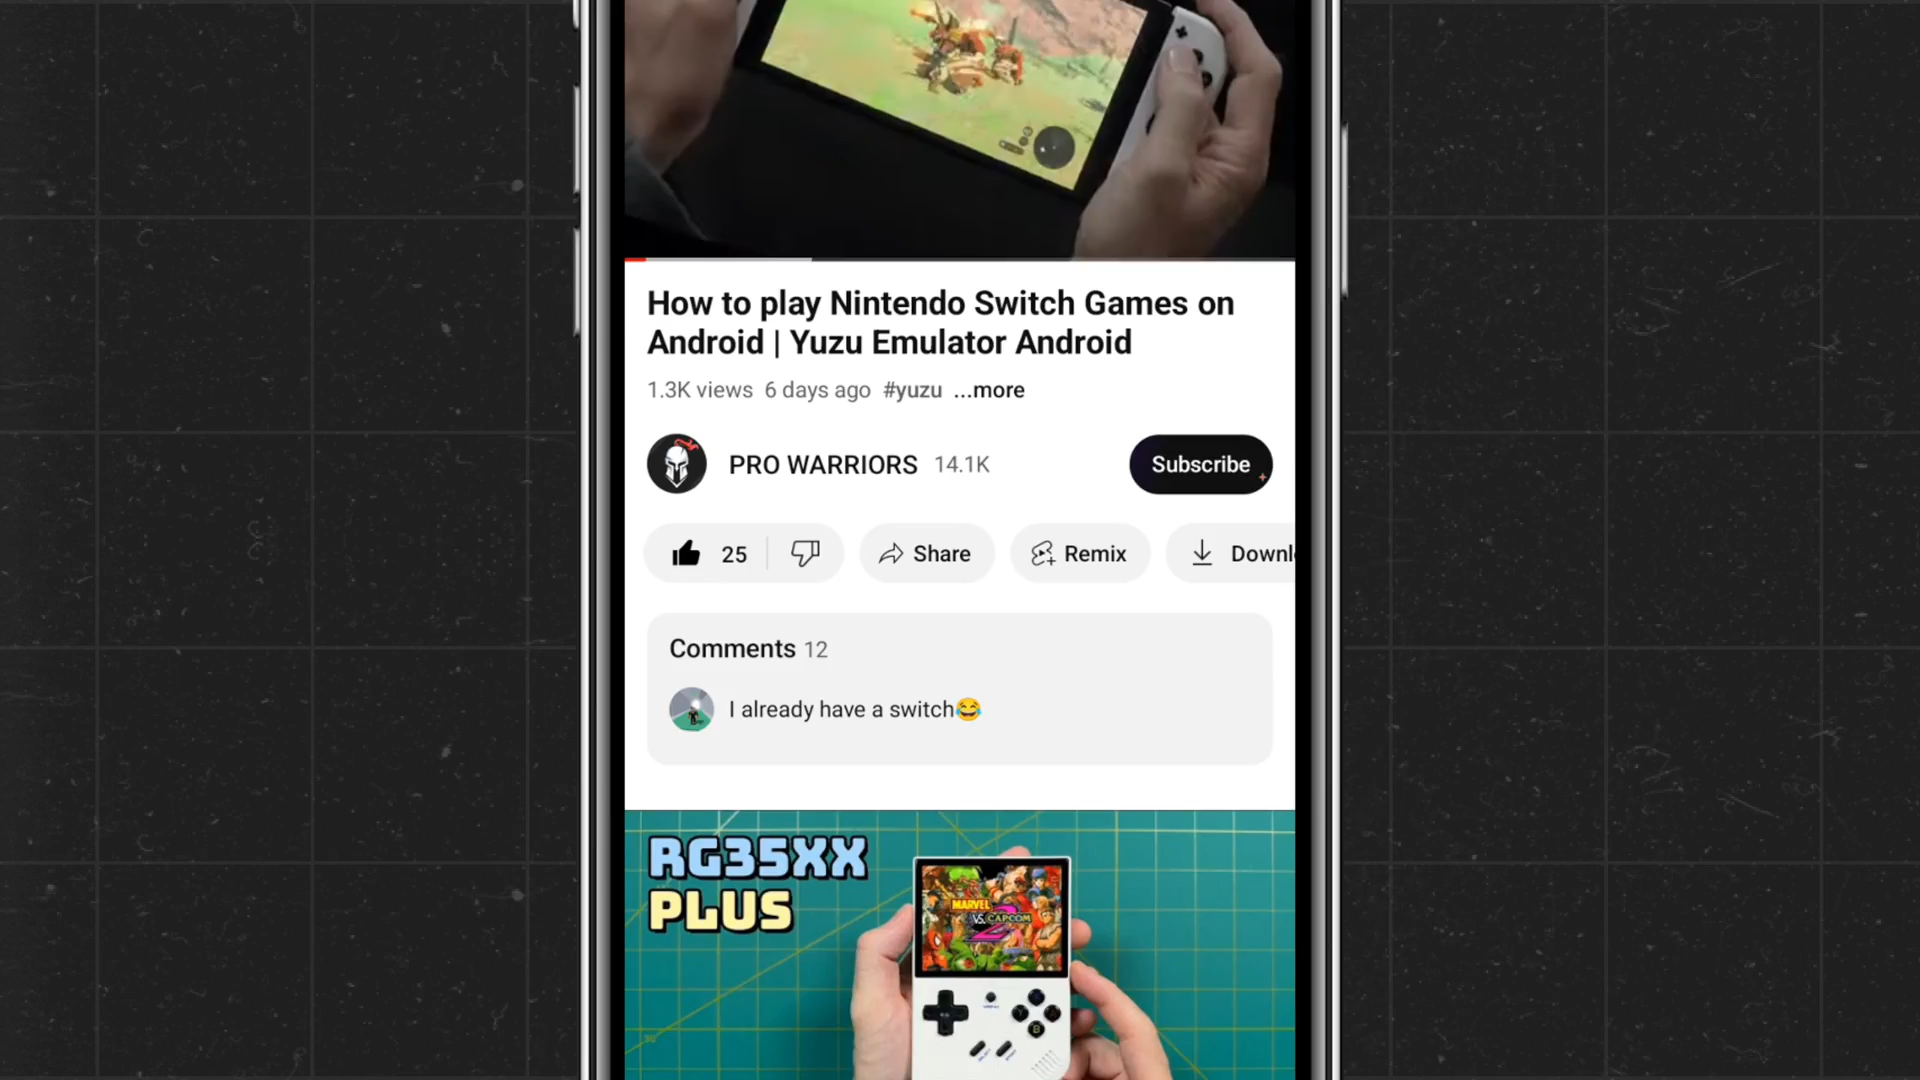 How to play Nintendo Switch Games on
Android | Yuzu Emulator Android
1.3K views 6 days ago #yuzu ...more
PRO WARRIORS 14.1K
Subscribe
25
Share
Remix
Downl
Comments 12
I already have a switch😂
RG35XX
PLUS
MARVEL
VS. CAPCOM
2